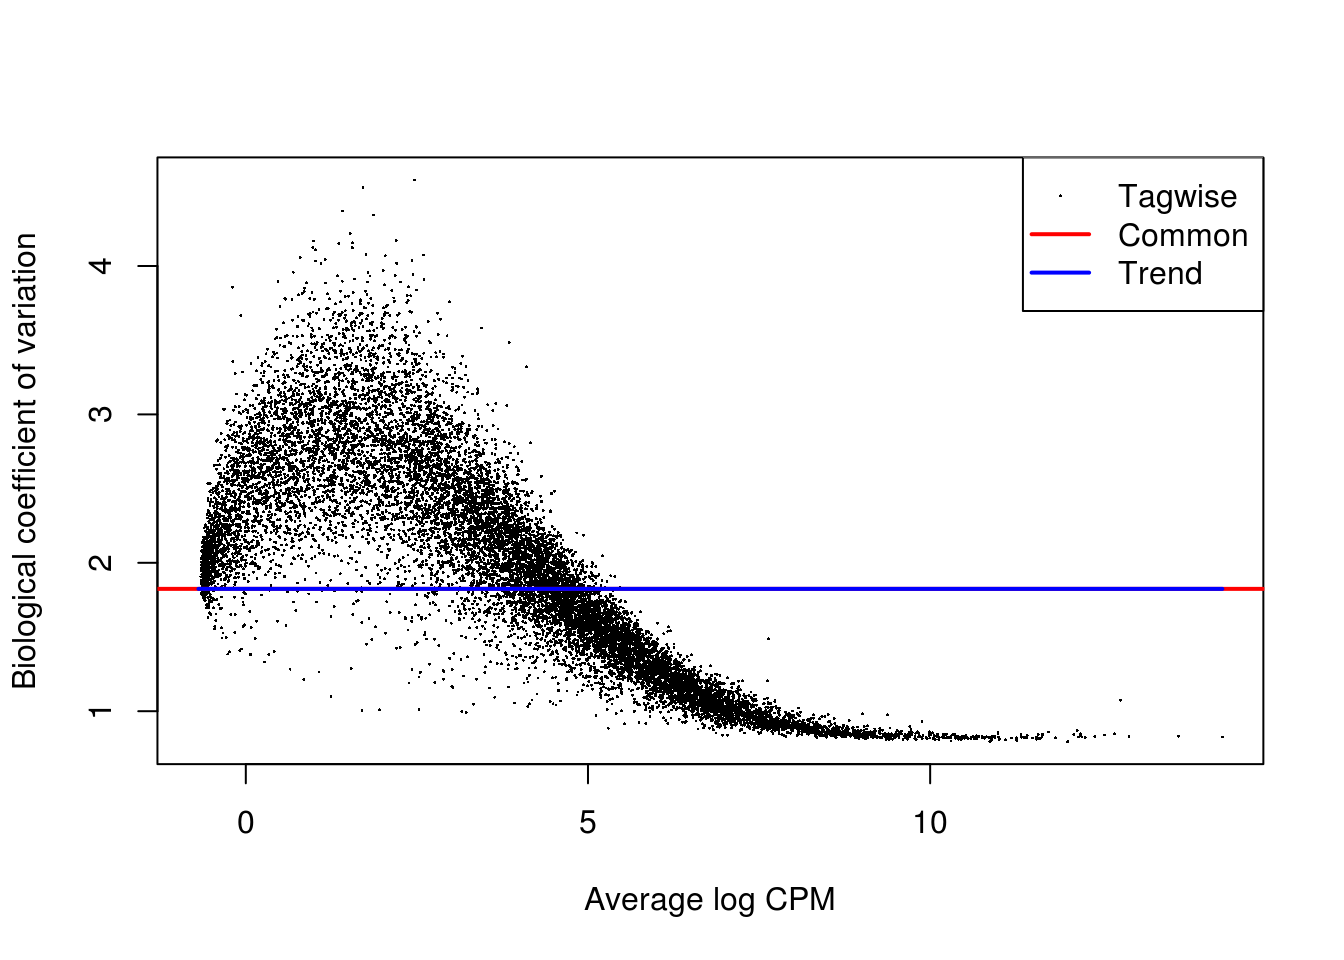 Tagwise
Common
Trend
Biological coefficient of variation
4
3
2
1
0 5 10
Average log CPM